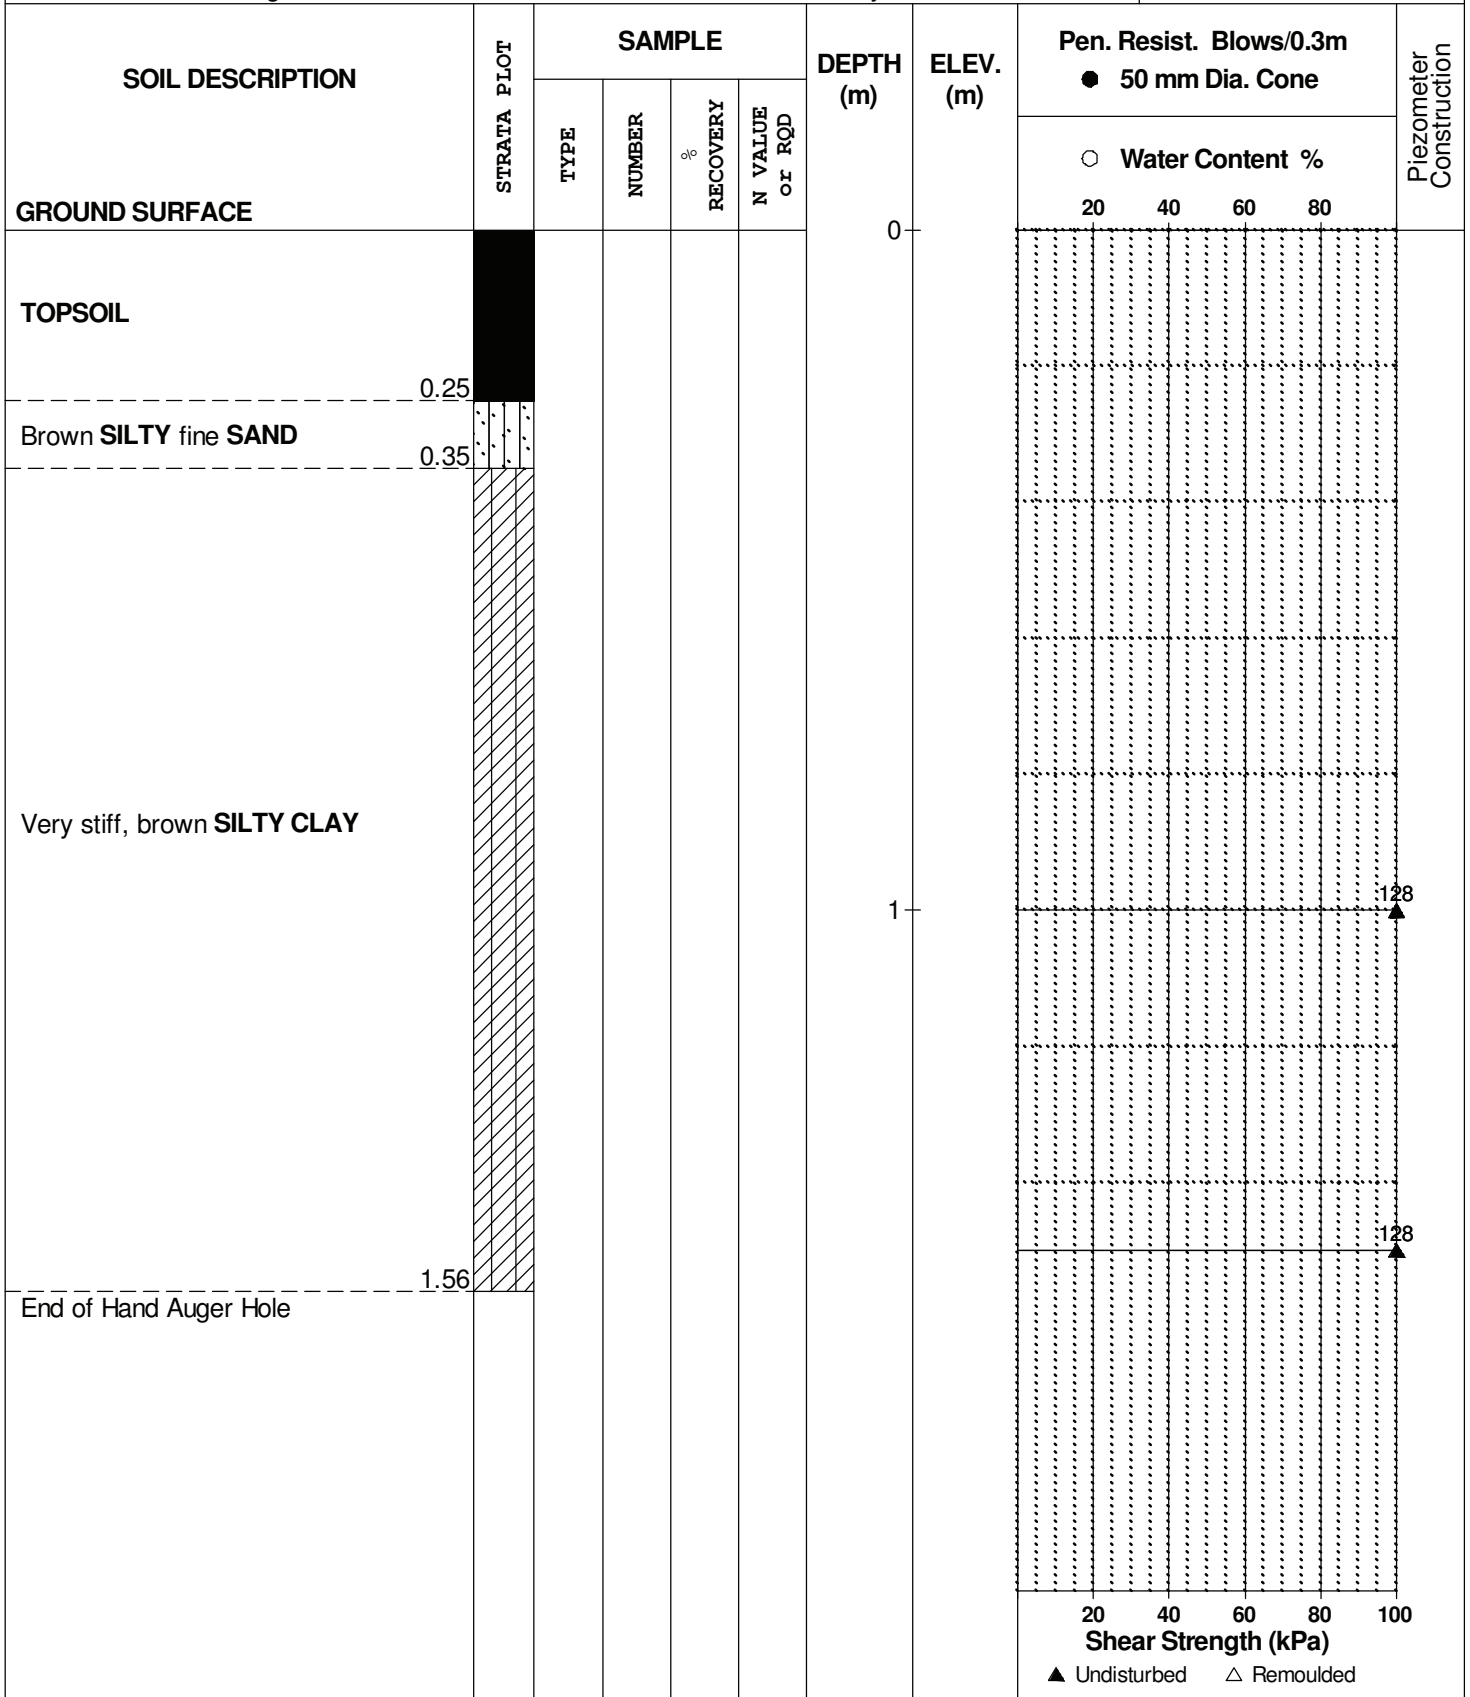 SOIL DESCRIPTION
GROUND SURFACE
STRATA PLOT
SAMPLE
TYPE
NUMBER
%
RECOVERY
N VALUE
or RQD
DEPTH
(m)
ELEV.
(m)
Pen. Resist. Blows/0.3m
● 50 mm Dia. Cone
○ Water Content %
20 40 60 80
Piezometer
Construction
0
TOPSOIL
0.25
Brown SILTY fine SAND
0.35
Very stiff, brown SILTY CLAY
1
128
128
1.56
End of Hand Auger Hole
20 40 60 80 100
Shear Strength (kPa)
▲ Undisturbed △ Remoulded